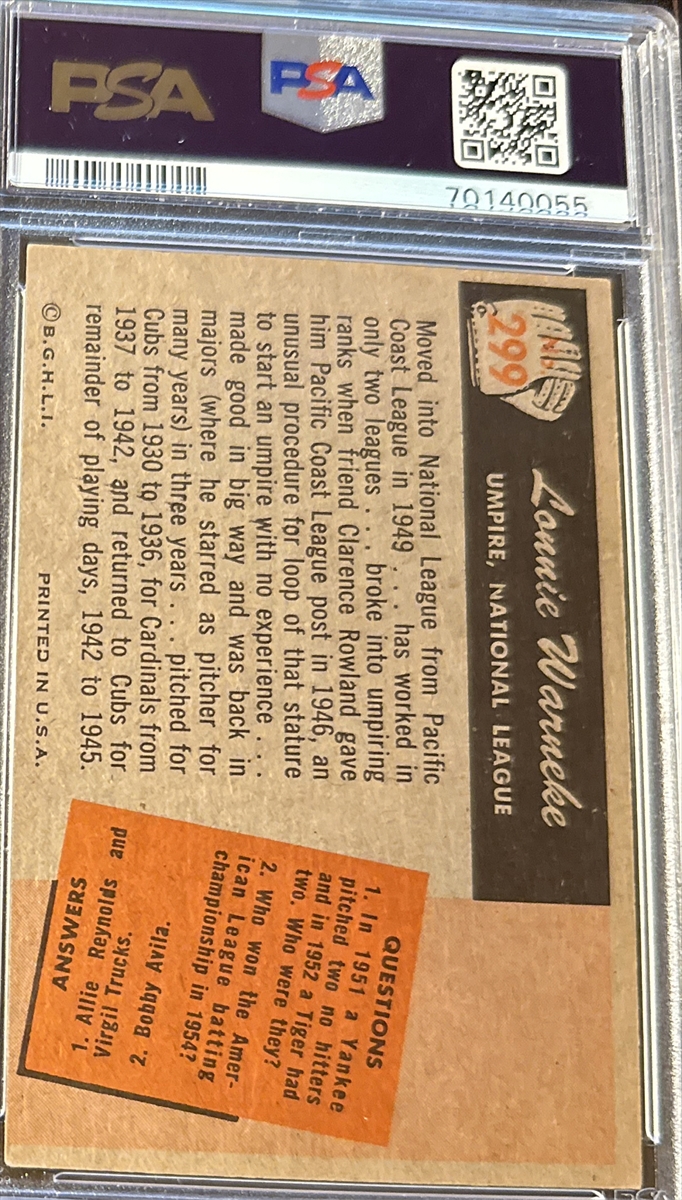 PSA
PSA
70140055
N. 299
Lonnie Warneke
UMPIRE, NATIONAL LEAGUE
Moved into National League from Pacific
Coast League in 1949 . . . has worked in
only two leagues . . . broke into umpiring
ranks when friend Clarence Rowland gave
him Pacific Coast League post in 1946, an
unusual procedure for loop of that stature
to start an umpire with no experience . . .
made good in big way and was back in
majors (where he starred as pitcher for
many years) in three years . . . pitched for
Cubs from 1930 to 1936, for Cardinals from
1937 to 1942, and returned to Cubs for
remainder of playing days, 1942 to 1945.
©B.G.H.L.I. PRINTED IN U.S.A.
QUESTIONS
1. In 1951 a Yankee
pitched two no hitters
and in 1952 a Tiger had
two. Who were they?
2. Who won the Amer-
ican League batting
championship in 1954?
ANSWERS
1. Allie Reynolds and
Virgil Trucks.
2. Bobby Avila.